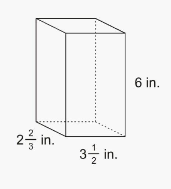 6 in.
2 2/3 in.
3 1/2 in.